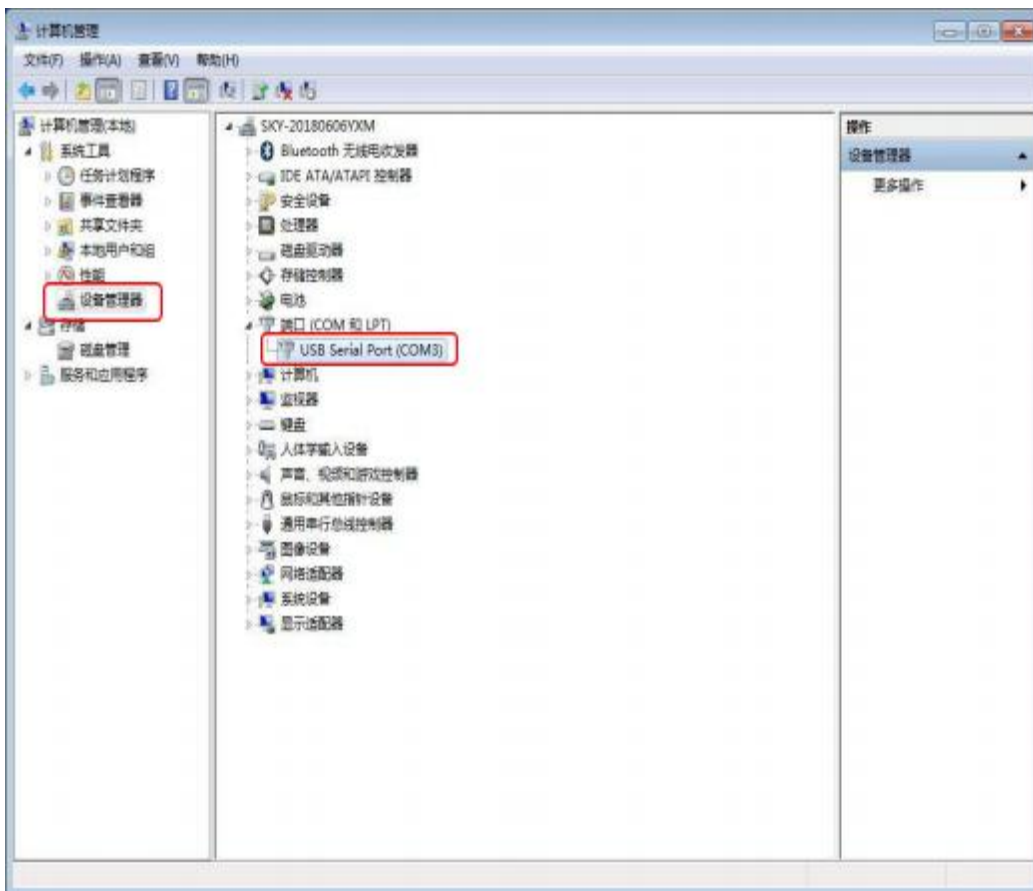 计算机管理
文件(F) 操作(A) 查看(V) 帮助(H)
计算机管理(本地)
系统工具
任务计划程序
事件查看器
共享文件夹
本地用户和组
性能
设备管理器
存储
磁盘管理
服务和应用程序
SKY-20180606YXM
Bluetooth 无线电收发器
IDE ATA/ATAPI 控制器
安全设备
处理器
磁盘驱动器
存储控制器
电池
端口 (COM 和 LPT)
USB Serial Port (COM3)
计算机
监视器
键盘
人体学输入设备
声音、视频和游戏控制器
鼠标和其他指针设备
通用串行总线控制器
图像设备
网络适配器
系统设备
显示适配器
操作
设备管理器
更多操作